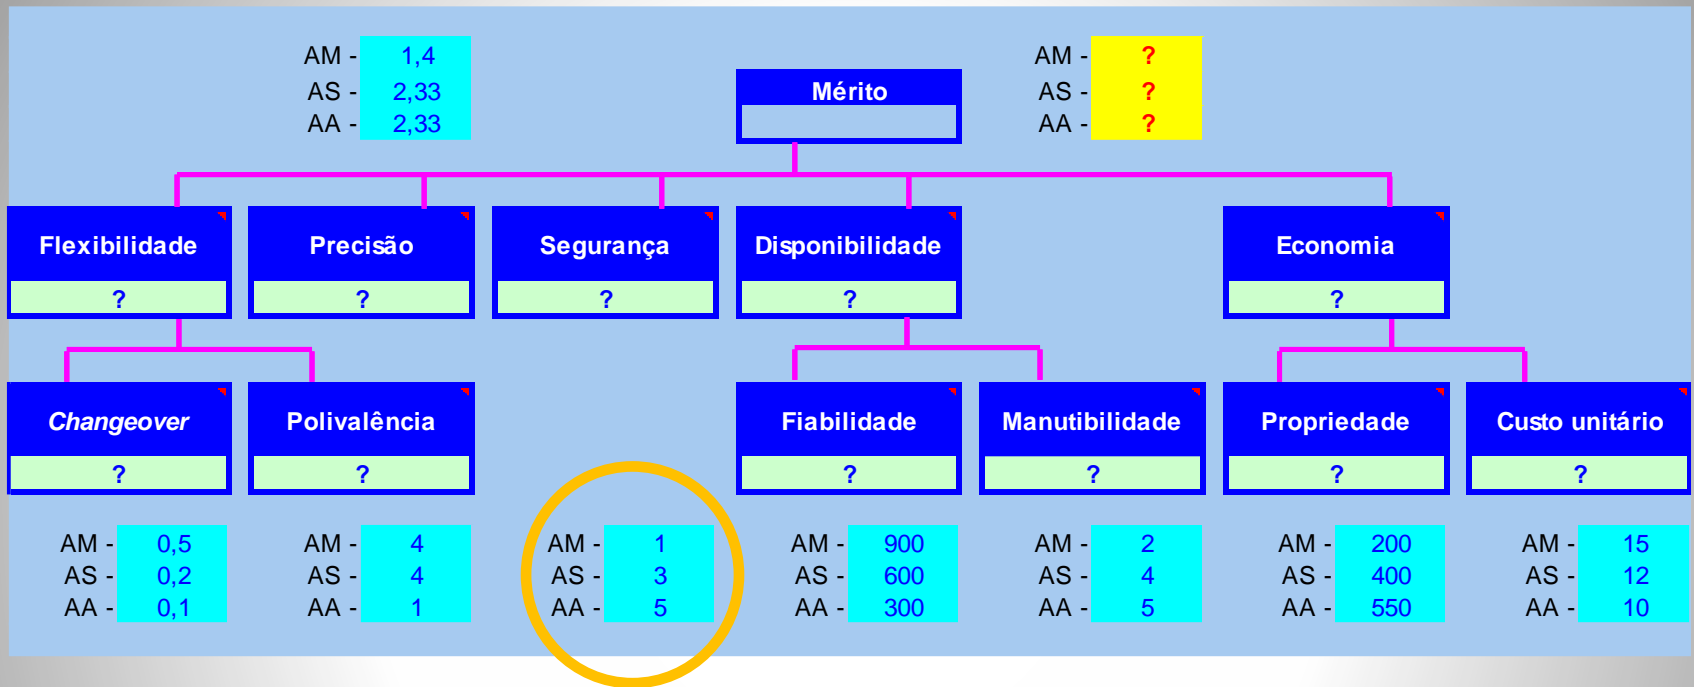 AM - 1,4
AS - 2,33
AA - 2,33
Mérito
AM - ?
AS - ?
AA - ?
Flexibilidade
?
Precisão
?
Segurança
?
Disponibilidade
?
Economia
?
Changeover
?
Polivalência
?
Fiabilidade
?
Manutibilidade
?
Propriedade
?
Custo unitário
?
AM - 0,5
AS - 0,2
AA - 0,1
AM - 4
AS - 4
AA - 1
AM - 1
AS - 3
AA - 5
AM - 900
AS - 600
AA - 300
AM - 2
AS - 4
AA - 5
AM - 200
AS - 400
AA - 550
AM - 15
AS - 12
AA - 10